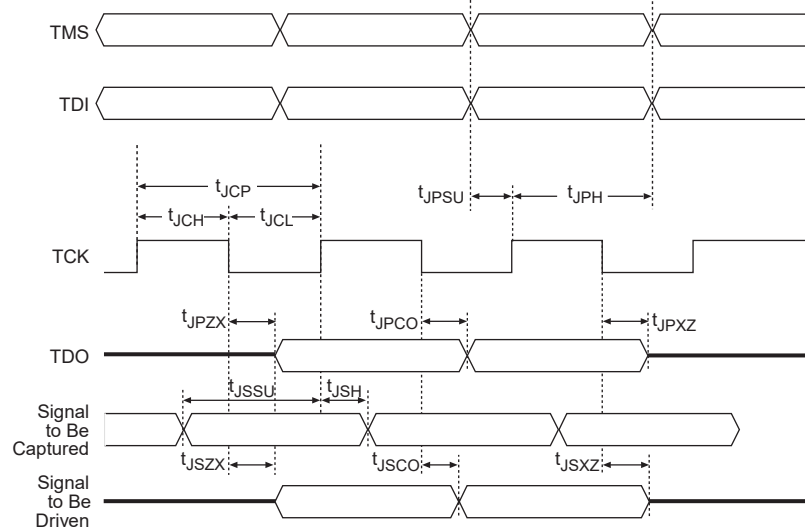 TMS
TDI
tJCP
tJPSU
tJPH
tJCH
tJCL
TCK
tJPZX
tJPCO
tJPXZ
TDO
tJSSU
tJSH
Signal
to Be
Captured
tJSZX
tJSCO
tJSXZ
Signal
to Be
Driven